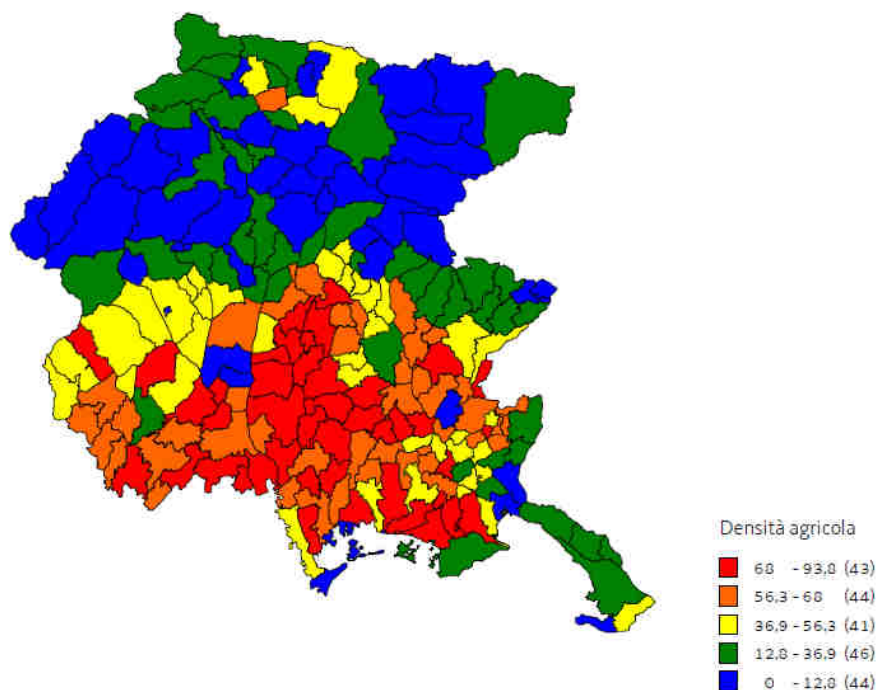 Densità agricola
68 - 93,8 (43)
56,3 - 68 (44)
36,9 - 56,3 (41)
12,8 - 36,9 (46)
0 - 12,8 (44)